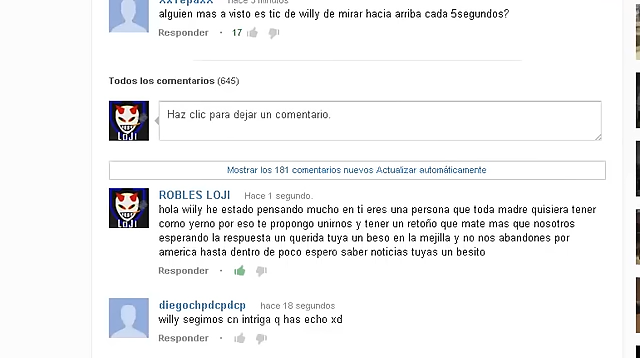 XxTepaxX hace 3 minutos
alguien mas a visto es tic de willy de mirar hacia arriba cada 5segundos?
Responder · 17
Todos los comentarios (645)
Haz clic para dejar un comentario.
LOJI
Mostrar los 181 comentarios nuevos Actualizar automáticamente
ROBLES LOJI Hace 1 segundo.
hola wiily he estado pensando mucho en ti eres una persona que toda madre quisiera tener
como yerno por eso te propongo unirnos y tener un retoño que mate mas que nosotros
esperando la respuesta un querida tuya un beso en la mejilla y no nos abandones por
america hasta dentro de poco espero saber noticias tuyas un besito
LOJI
Responder ·
diegochpdcpdcp hace 18 segundos
willy segimos cn intriga q has echo xd
Responder ·